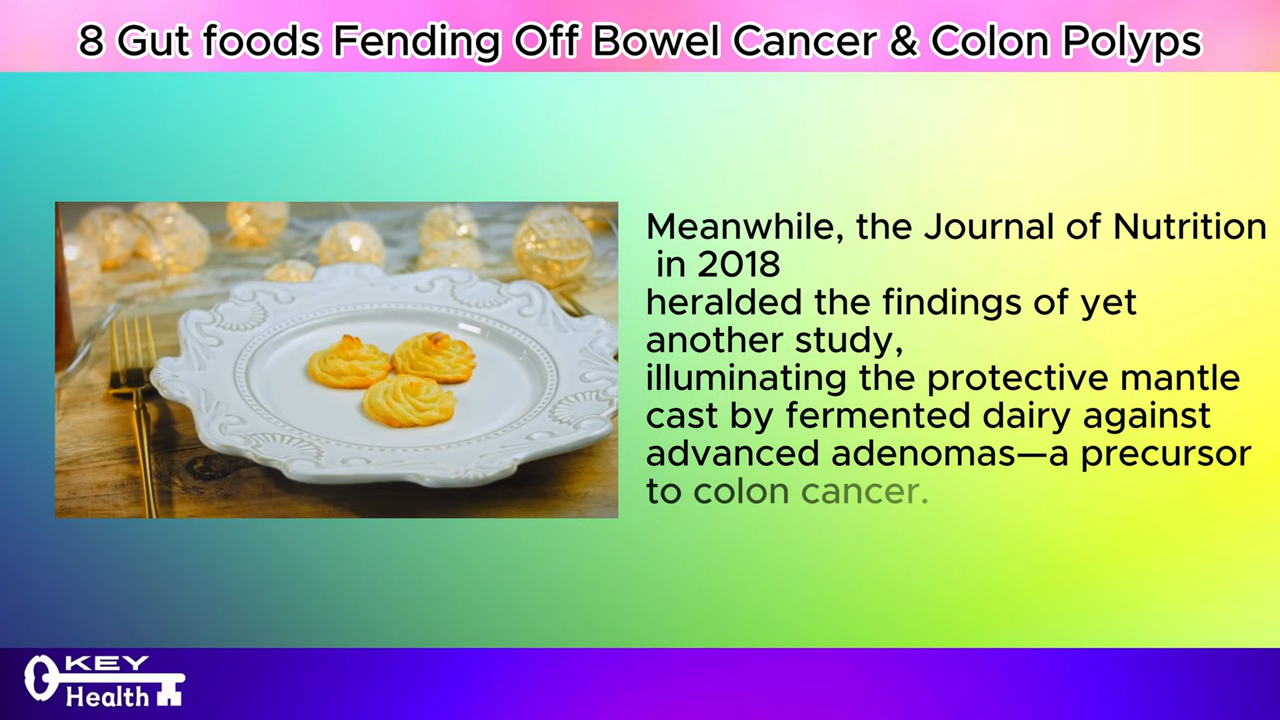 8 Gut foods Fending Off Bowel Cancer & Colon Polyps
Meanwhile, the Journal of Nutrition
in 2018
heralded the findings of yet
another study,
illuminating the protective mantle
cast by fermented dairy against
advanced adenomas—a precursor
to colon cancer.
KEY
Health